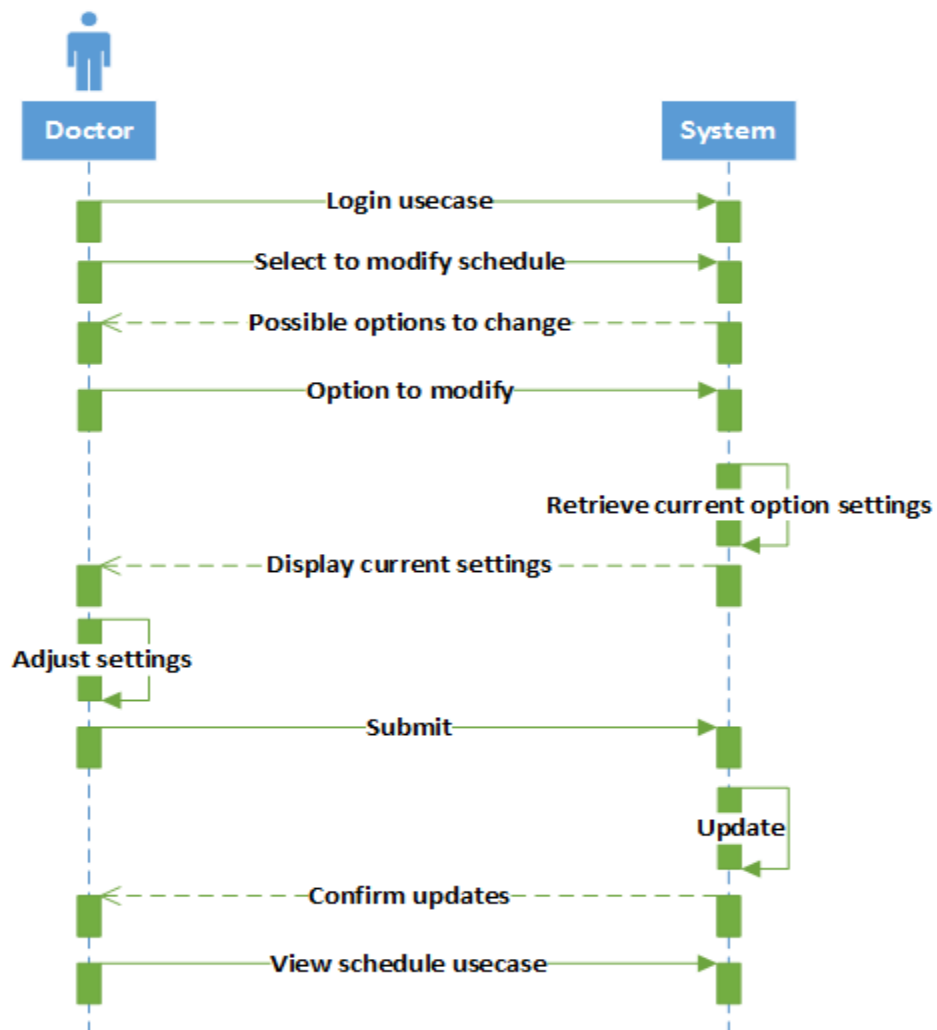 Doctor
System
Login usecase
Select to modify schedule
Possible options to change
Option to modify
Retrieve current option settings
Display current settings
Adjust settings
Submit
Update
Confirm updates
View schedule usecase